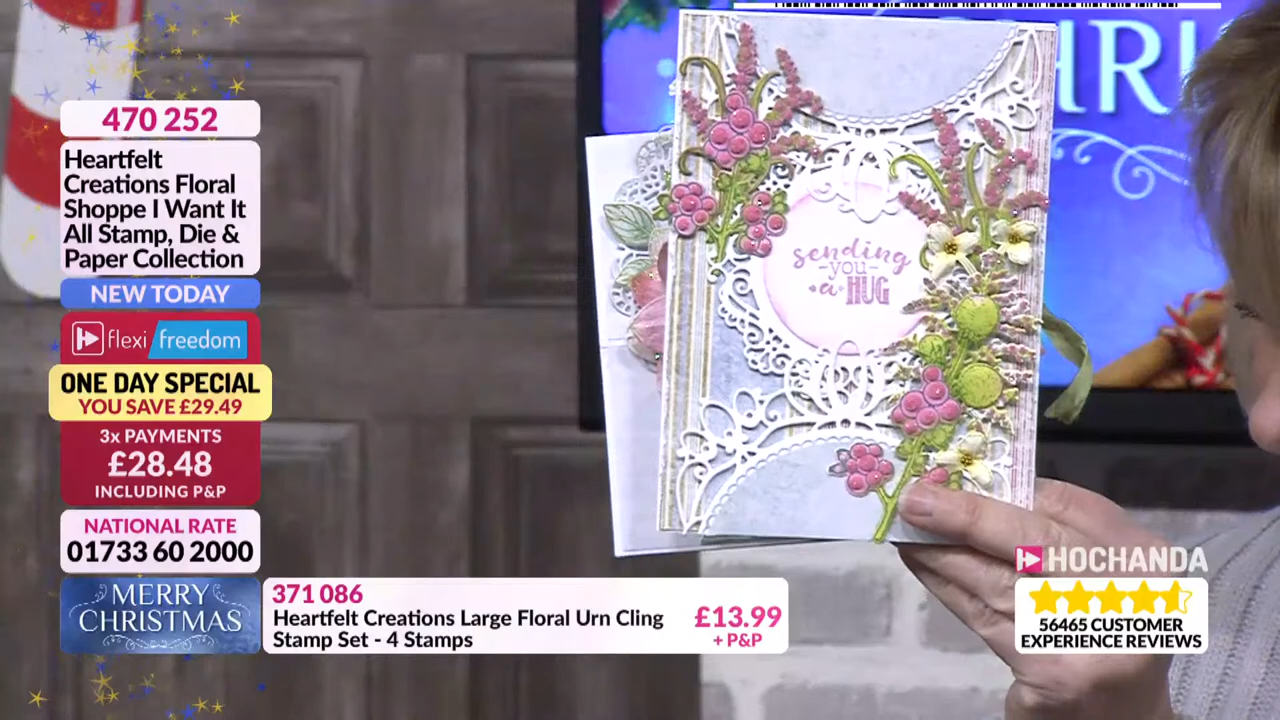 470 252
Heartfelt
Creations Floral
Shoppe I Want It
All Stamp, Die &
Paper Collection
NEW TODAY
flexi freedom
ONE DAY SPECIAL
YOU SAVE £29.49
3x PAYMENTS
£28.48
INCLUDING P&P
NATIONAL RATE
01733 60 2000
MERRY
CHRISTMAS
371 086
Heartfelt Creations Large Floral Urn Cling
Stamp Set - 4 Stamps
£13.99
+ P&P
sending
-you-
a HUG
HRI
HOCHANDA
56465 CUSTOMER
EXPERIENCE REVIEWS